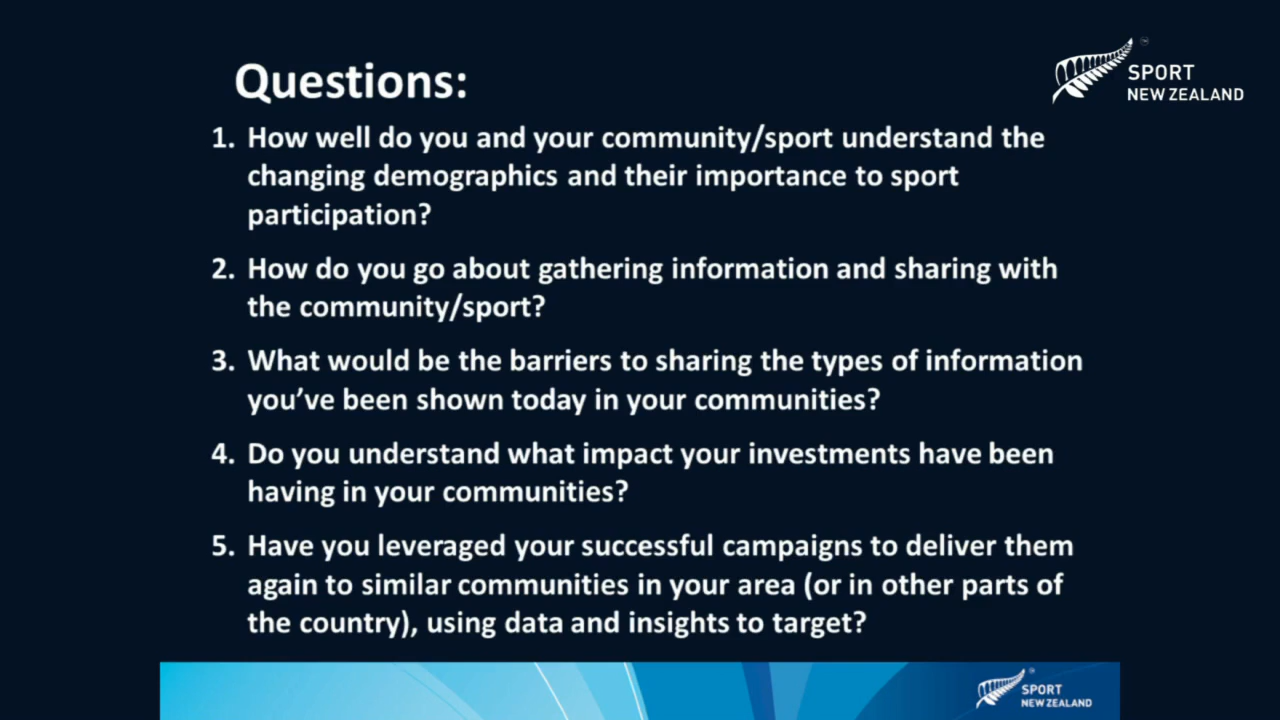 Questions:
SPORT
NEW ZEALAND
1. How well do you and your community/sport understand the
changing demographics and their importance to sport
participation?
2. How do you go about gathering information and sharing with
the community/sport?
3. What would be the barriers to sharing the types of information
you've been shown today in your communities?
4. Do you understand what impact your investments have been
having in your communities?
5. Have you leveraged your successful campaigns to deliver them
again to similar communities in your area (or in other parts of
the country), using data and insights to target?
SPORT
NEW ZEALAND